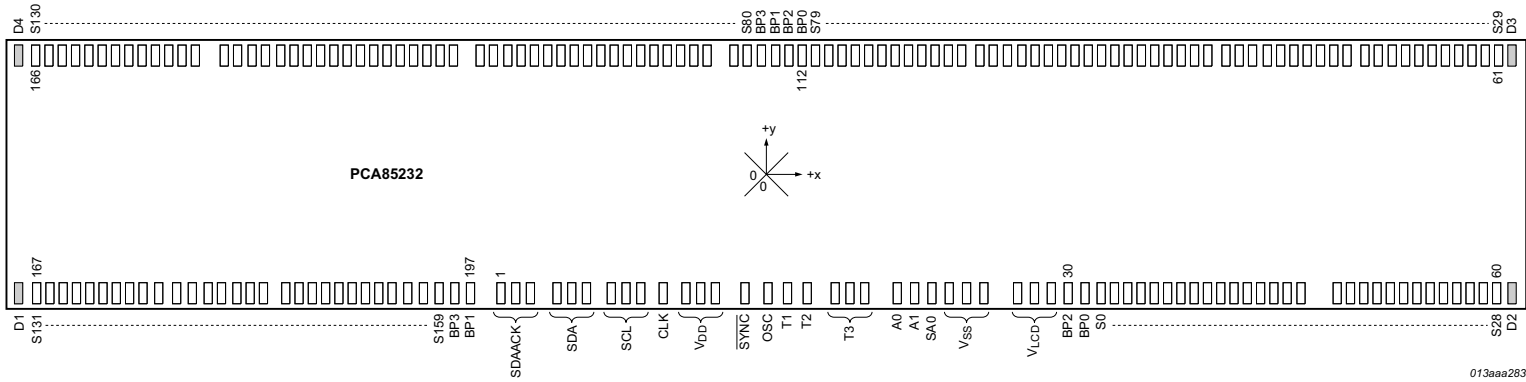 D4
S130
S80
BP3
BP1
BP2
BP0
S79
S29
D3
166
112
61
+y
PCA85232
0
0
+x
167
197
1
30
60
D1
S131
S159
BP3
BP1
SDAACK
SDA
SCL
CLK
VDD
SYNC
OSC
T1
T2
T3
A0
A1
SA0
VSS
VLCD
BP2
BP0
S0
S28
D2
013aaa283